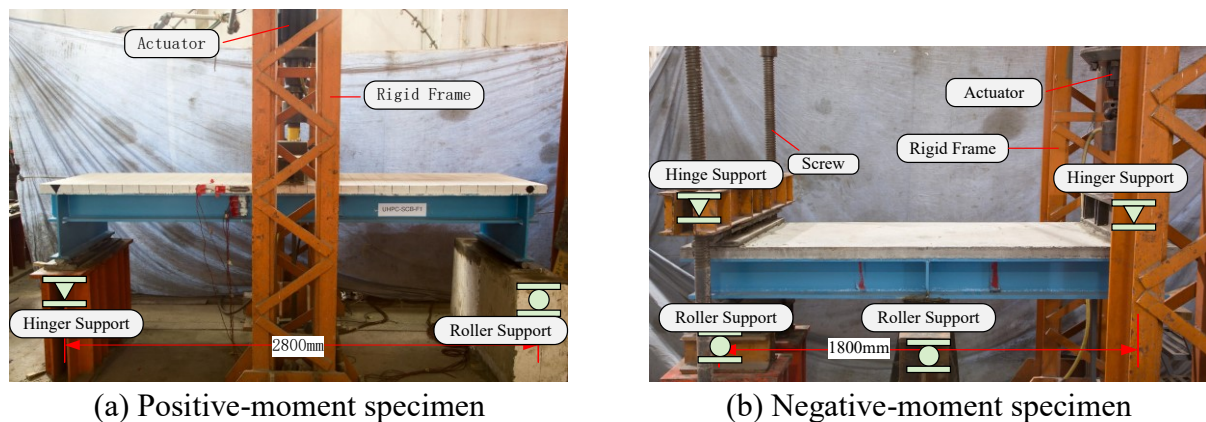 Actuator
Rigid Frame
UHPC-SCB-F1
Hinger Support
Roller Support
2800mm
(a) Positive-moment specimen
Actuator
Rigid Frame
Screw
Hinge Support
Hinger Support
Roller Support
Roller Support
1800mm
(b) Negative-moment specimen